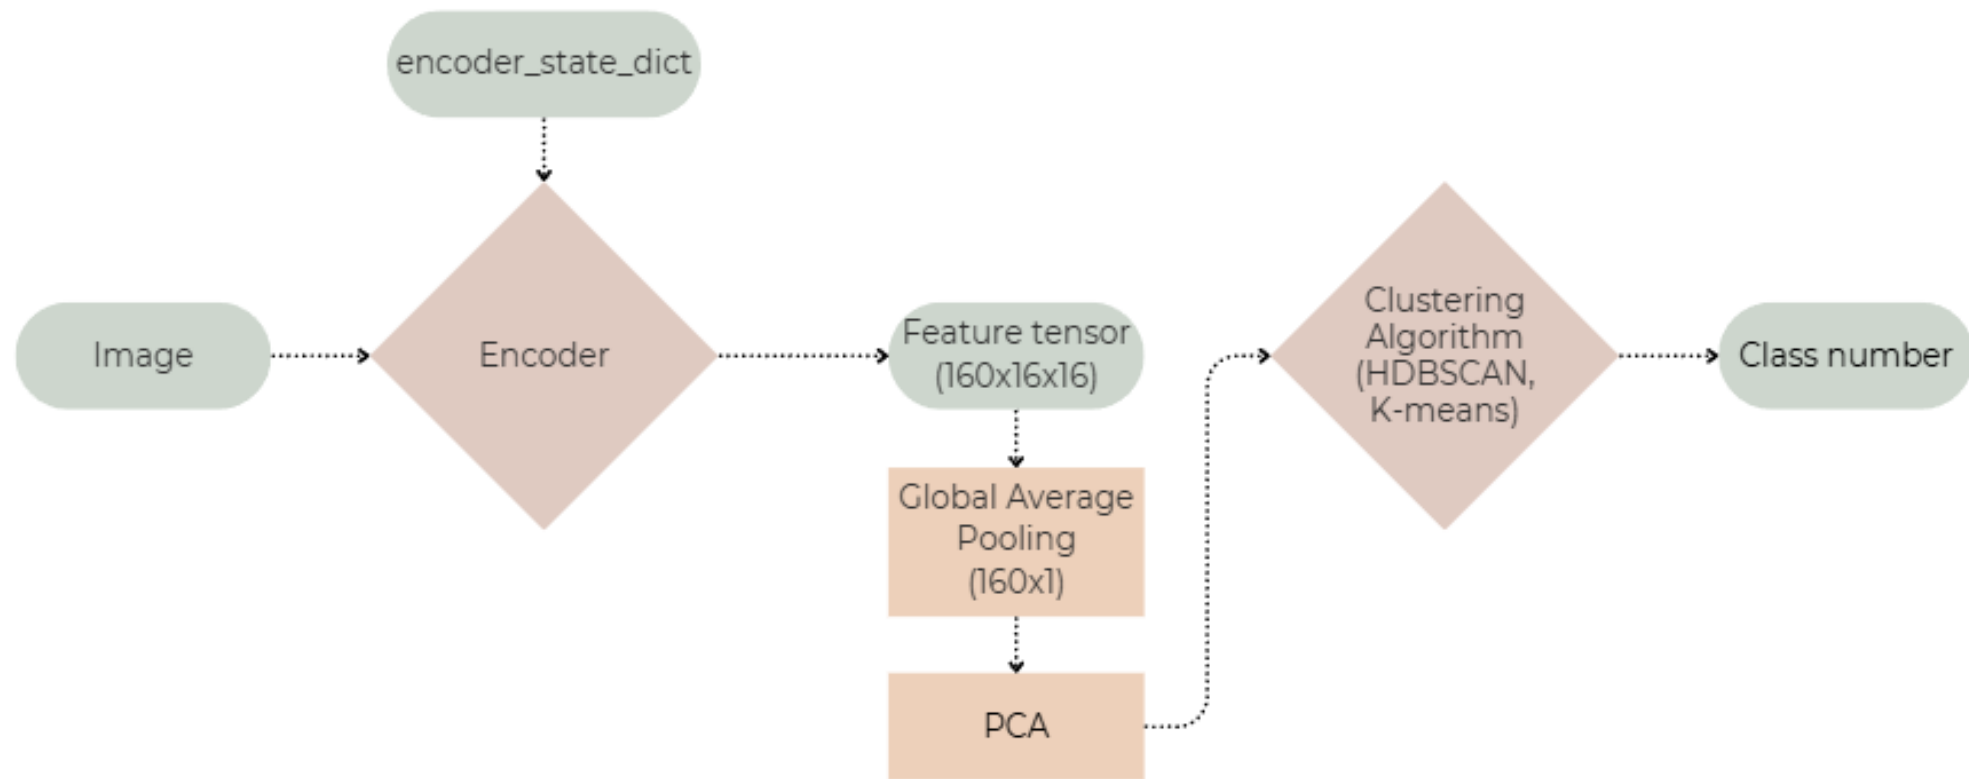 encoder_state_dict
Image
Encoder
Feature tensor
(160x16x16)
Global Average
Pooling
(160x1)
PCA
Clustering
Algorithm
(HDBSCAN,
K-means)
Class number